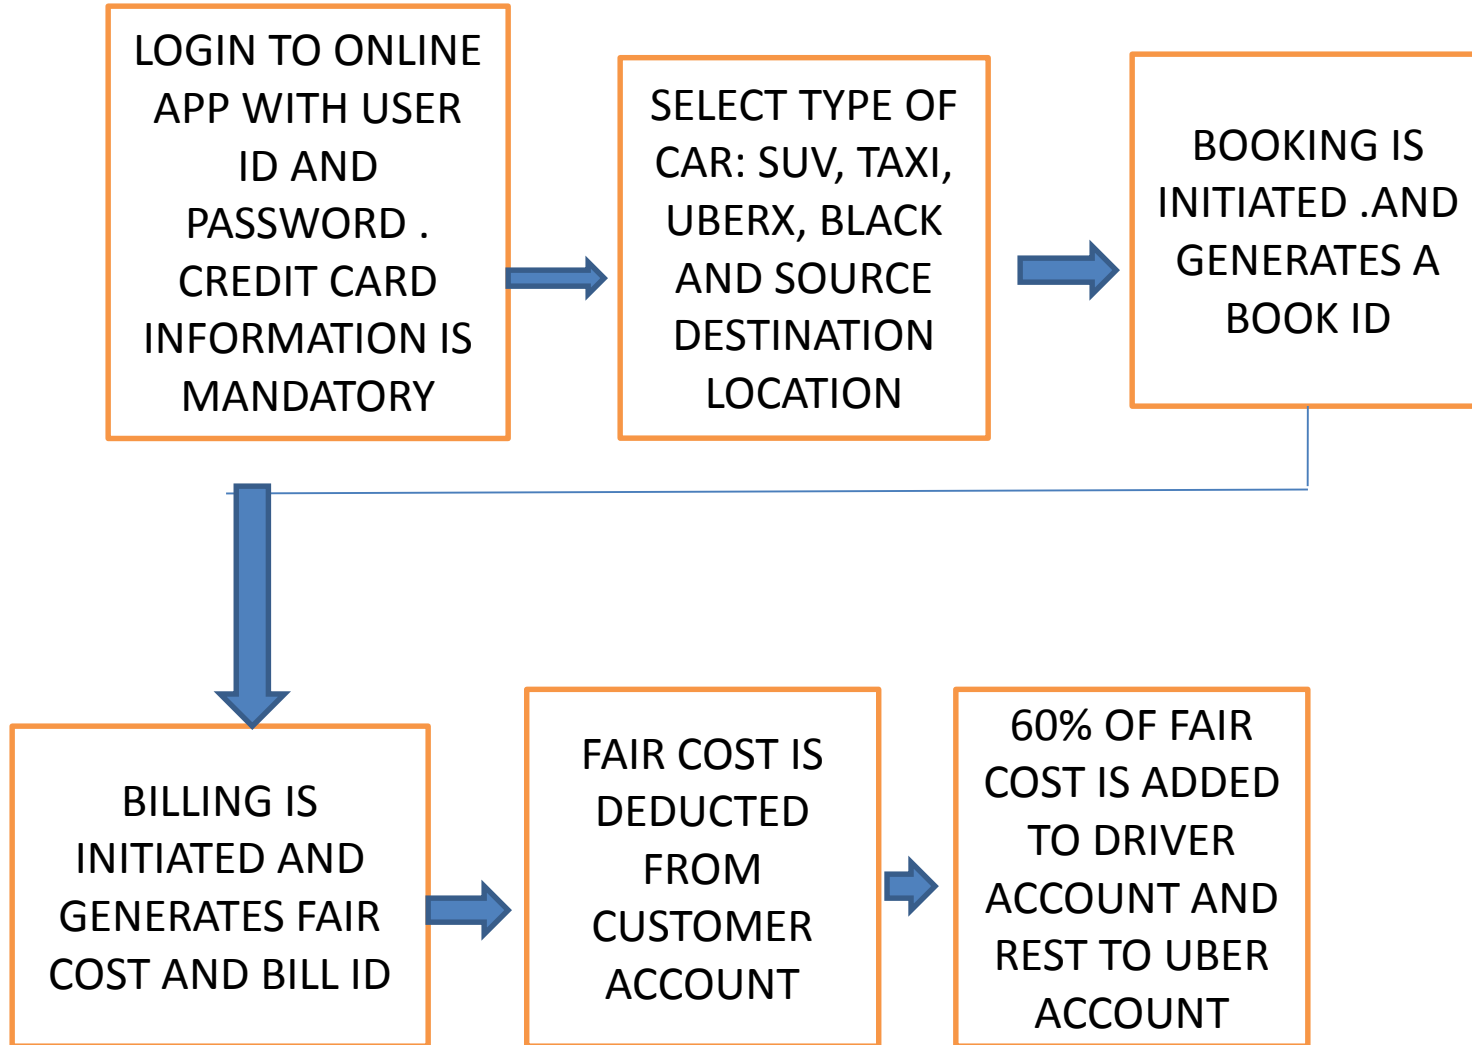 LOGIN TO ONLINE
APP WITH USER
ID AND
PASSWORD .
CREDIT CARD
INFORMATION IS
MANDATORY
SELECT TYPE OF
CAR: SUV, TAXI,
UBERX, BLACK
AND SOURCE
DESTINATION
LOCATION
BOOKING IS
INITIATED .AND
GENERATES A
BOOK ID
BILLING IS
INITIATED AND
GENERATES FAIR
COST AND BILL ID
FAIR COST IS
DEDUCTED
FROM
CUSTOMER
ACCOUNT
60% OF FAIR
COST IS ADDED
TO DRIVER
ACCOUNT AND
REST TO UBER
ACCOUNT